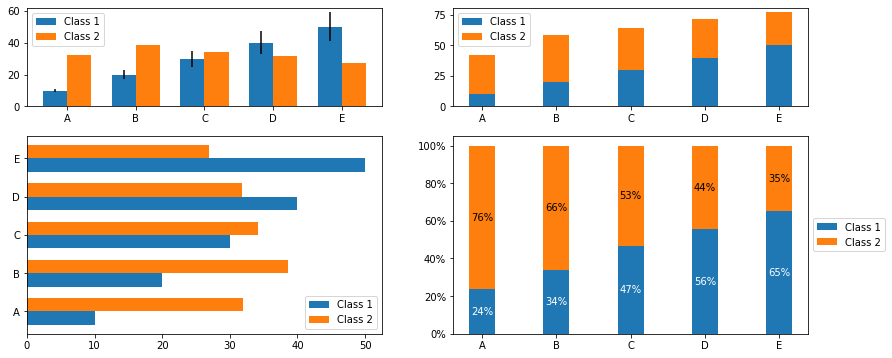 60
40
20
0
Class 1
Class 2
A B C D E
75
50
25
0
Class 1
Class 2
A B C D E
E
D
C
B
A
0 10 20 30 40 50
Class 1
Class 2
100%
80%
60%
40%
20%
0%
76% 66% 53% 44% 35%
24% 34% 47% 56% 65%
A B C D E
Class 1
Class 2